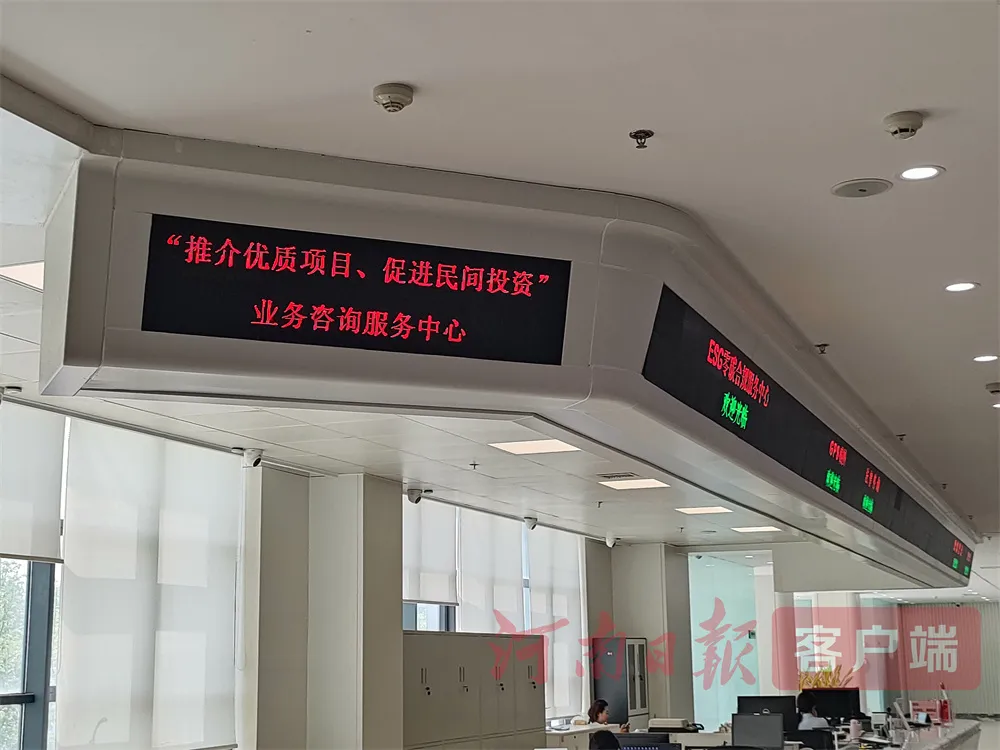 “推介优质项目、促进民间投资”
业务咨询服务中心
ESG零碳合规服务中心
欢迎光临
河南日报
客户端